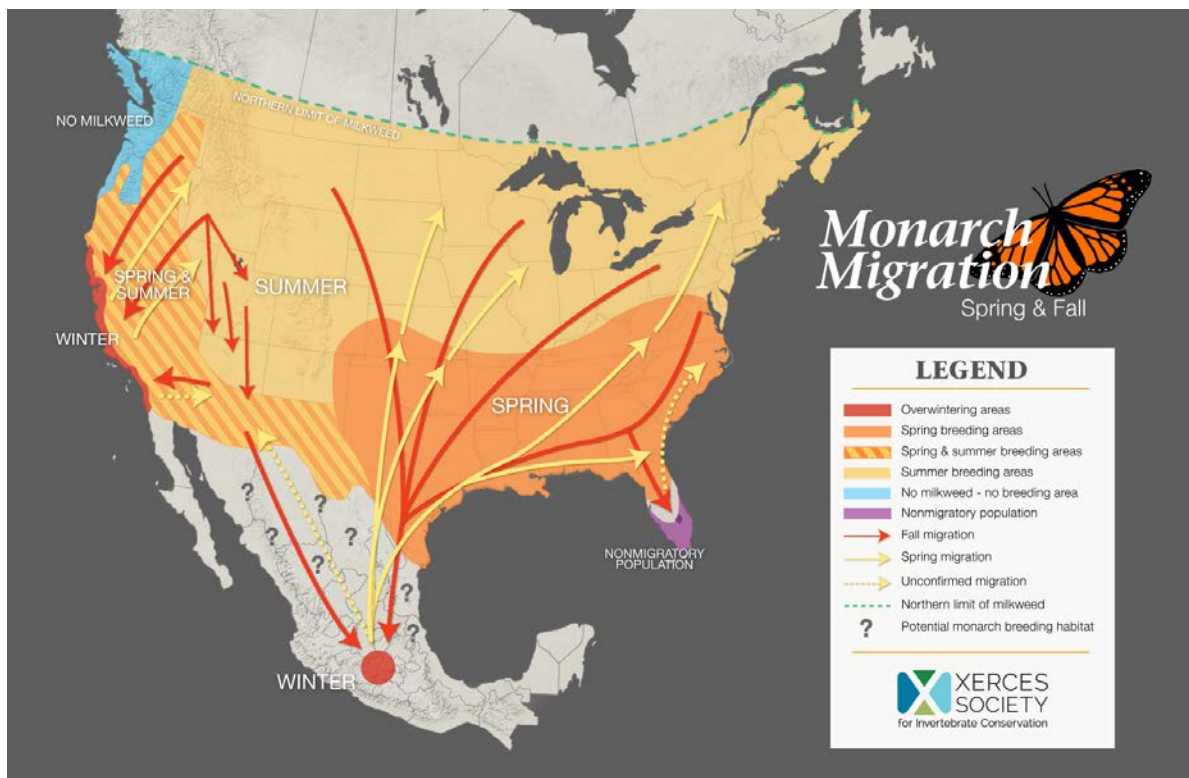 NO MILKWEED
NORTHERN LIMIT OF MILKWEED
SPRING &
SUMMER
SUMMER
WINTER
SPRING
NONMIGRATORY
POPULATION
WINTER
?
?
?
?
?
?
?
Monarch
Migration
Spring & Fall
LEGEND
Overwintering areas
Spring breeding areas
Spring & summer breeding areas
Summer breeding areas
No milkweed - no breeding area
Nonmigratory population
Fall migration
Spring migration
Unconfirmed migration
Northern limit of milkweed
? Potential monarch breeding habitat
XERCES
SOCIETY
for Invertebrate Conservation